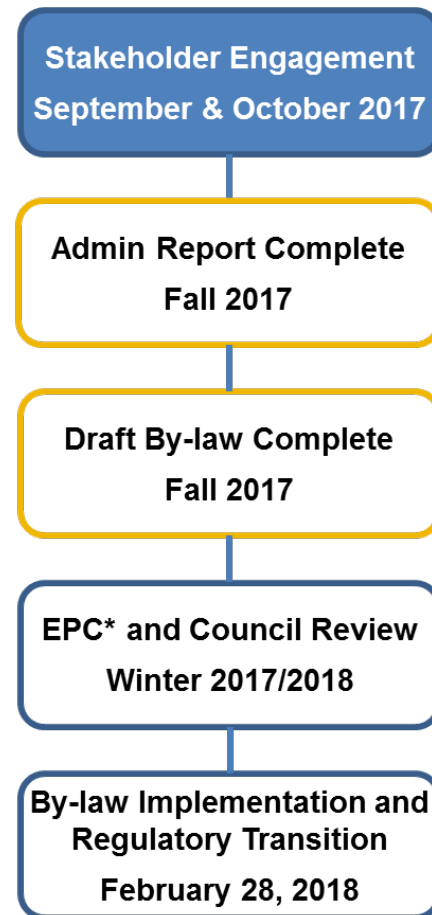 Stakeholder Engagement
September & October 2017
Admin Report Complete
Fall 2017
Draft By-law Complete
Fall 2017
EPC* and Council Review
Winter 2017/2018
By-law Implementation and
Regulatory Transition
February 28, 2018